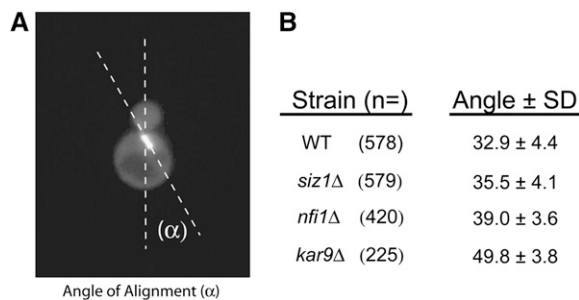 A
(α)
Angle of Alignment (α)
B
Strain (n=) Angle ± SD
WT (578) 32.9 ± 4.4
siz1Δ (579) 35.5 ± 4.1
nfi1Δ (420) 39.0 ± 3.6
kar9Δ (225) 49.8 ± 3.8